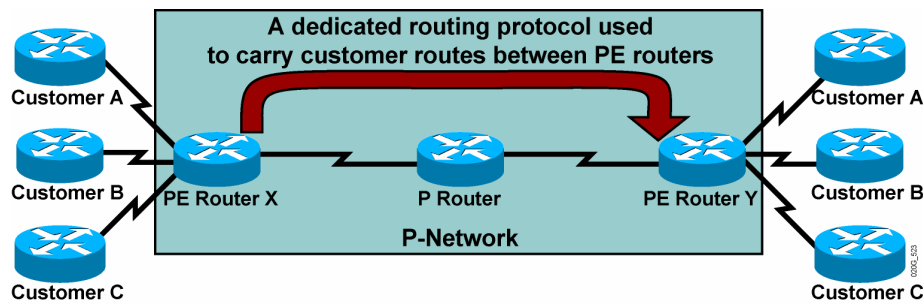 A dedicated routing protocol used
to carry customer routes between PE routers
Customer A
Customer A
Customer B
PE Router X
P Router
PE Router Y
Customer B
P-Network
Customer C
Customer C
020G_523